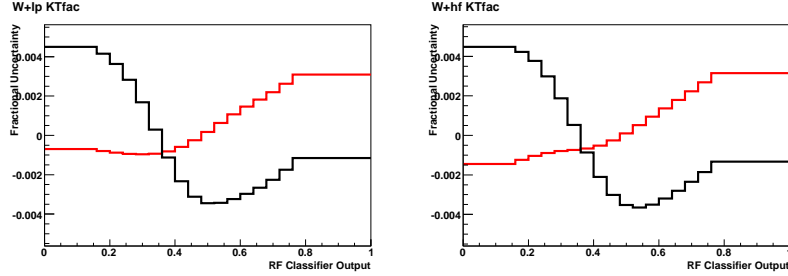 W+lp KTfac
Fractional Uncertainty
0.004
0.002
0
-0.002
-0.004
0 0.2 0.4 0.6 0.8 1
RF Classifier Output
W+hf KTfac
Fractional Uncertainty
0.004
0.002
0
-0.002
-0.004
0 0.2 0.4 0.6 0.8 1
RF Classifier Output